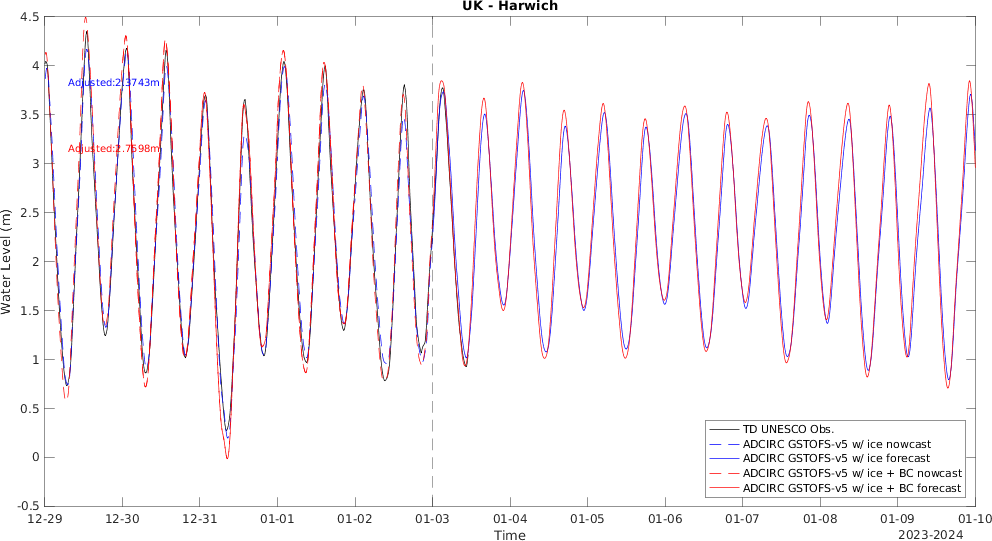 UK - Harwich
4.5
4
3.5
3
2.5
2
1.5
1
0.5
0
-0.5
Water Level (m)
Adjusted:2.3743m
Adjusted:2.7598m
TD UNESCO Obs.
ADCIRC GSTOFS-v5 w/ ice nowcast
ADCIRC GSTOFS-v5 w/ ice forecast
ADCIRC GSTOFS-v5 w/ ice + BC nowcast
ADCIRC GSTOFS-v5 w/ ice + BC forecast
12-29 12-30 12-31 01-01 01-02 01-03 01-04 01-05 01-06 01-07 01-08 01-09 01-10
Time
2023-2024